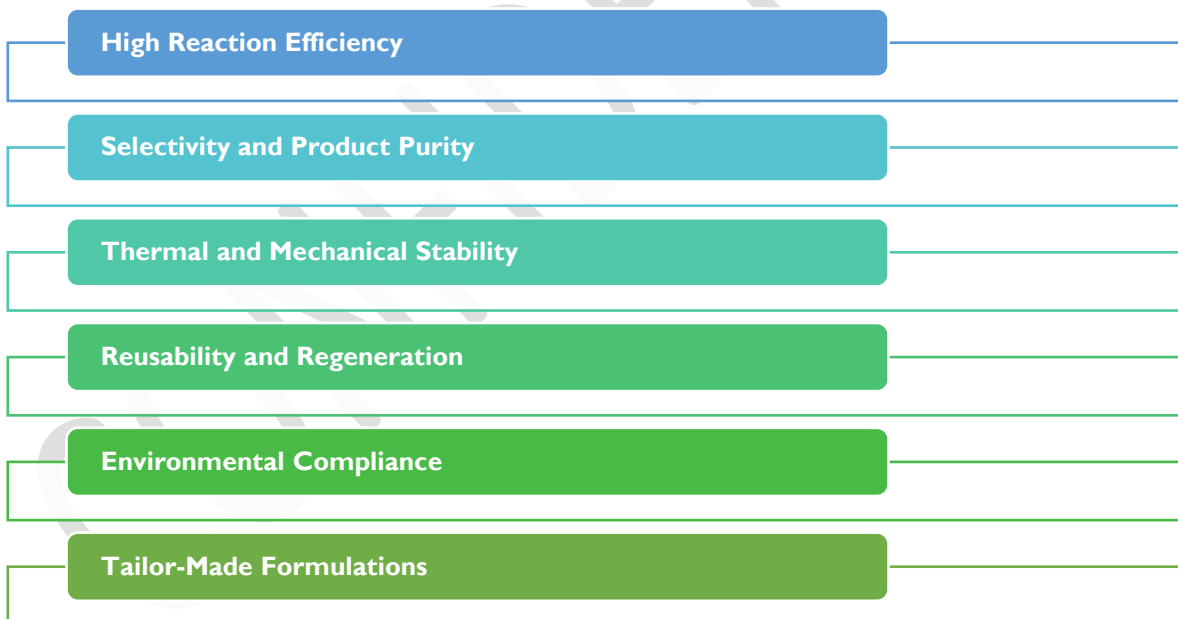 High Reaction Efficiency
Selectivity and Product Purity
Thermal and Mechanical Stability
Reusability and Regeneration
Environmental Compliance
Tailor-Made Formulations